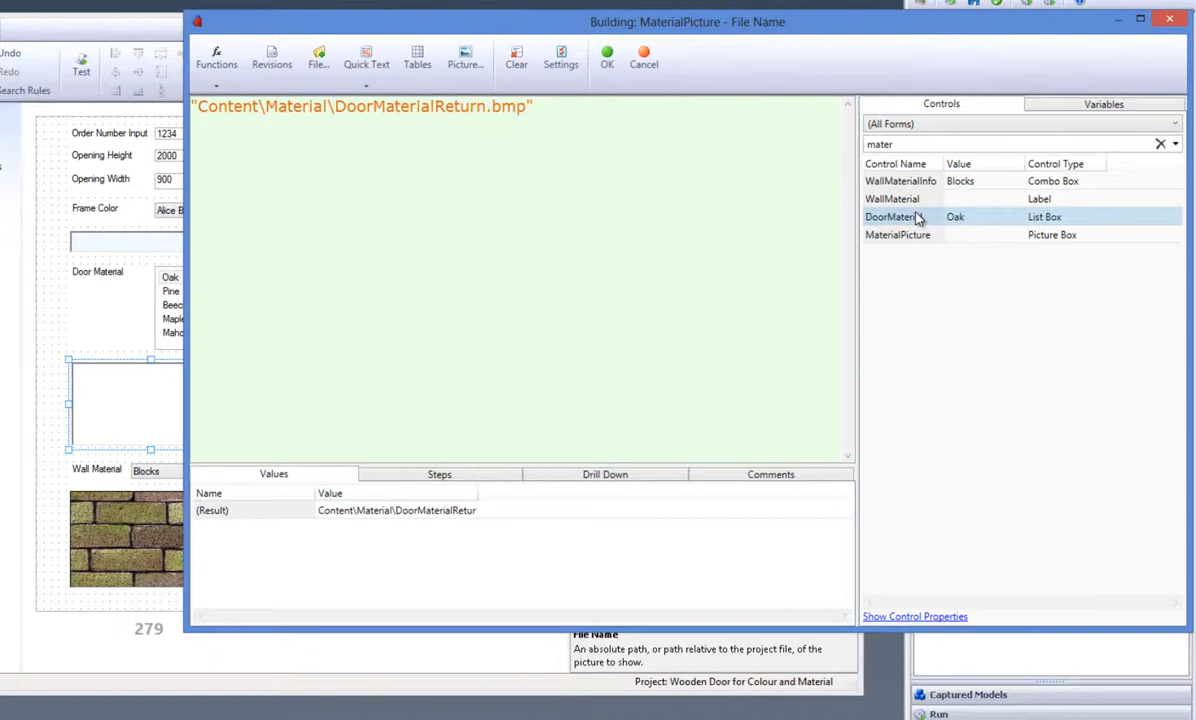 Building: MaterialPicture - File Name
Undo
Redo
Search Rules
Test
Functions
Revisions
File...
Quick Text
Tables
Picture...
Clear
Settings
OK
Cancel
"Content\Material\DoorMaterialReturn.bmp"
Controls
Variables
(All Forms)
mater
Control Name Value Control Type
WallMaterialInfo Blocks Combo Box
WallMaterial Label
Oak List Box
MaterialPicture Picture Box
Order Number Input 1234
Opening Height 2000
Opening Width 900
Frame Color Alice B
Door Material
Oak
Pine
Beec
Maple
Maho
Wall Material Blocks
279
Values
Steps
Drill Down
Comments
Name Value
(Result) Content\Material\DoorMaterialRetur
Show Control Properties
File Name
An absolute path, or path relative to the project file, of the
picture to show.
Project: Wooden Door for Colour and Material
Captured Models
Run